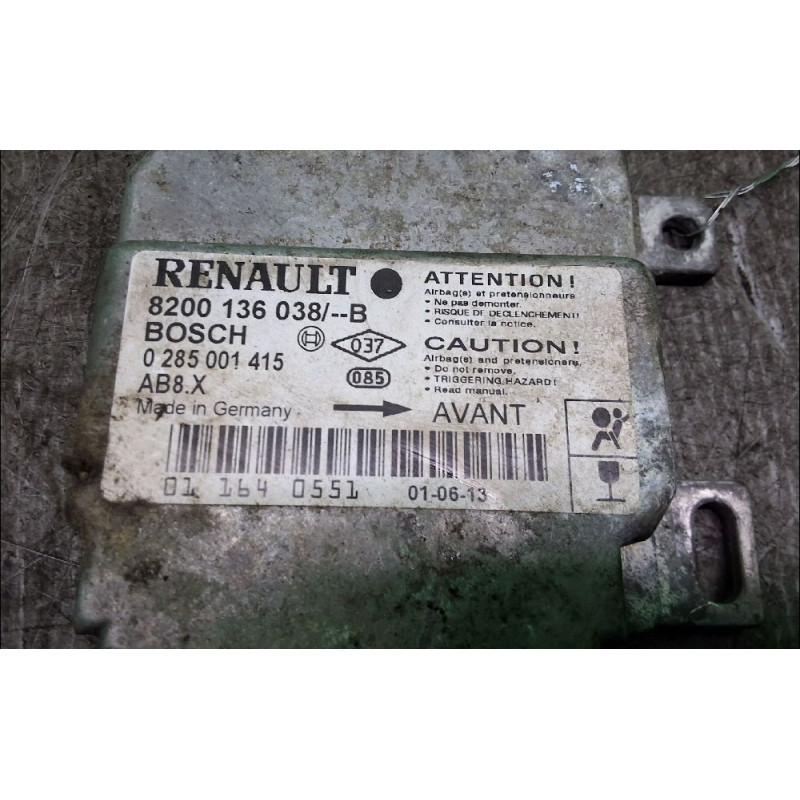 RENAULT
8200 136 038/--B
BOSCH
0 285 001 415
AB8.X
Made in Germany
037
085
ATTENTION!
Airbag(s) et pretensionneurs
• Ne pas demonter.
• RISQUE DE DECLENCHEMENT!
• Consulter la notice.
CAUTION!
Airbag(s) and pretensioners.
• Do not remove.
• TRIGGERING HAZARD!
• Read manual.
AVANT
01 164 0551
01-06-13